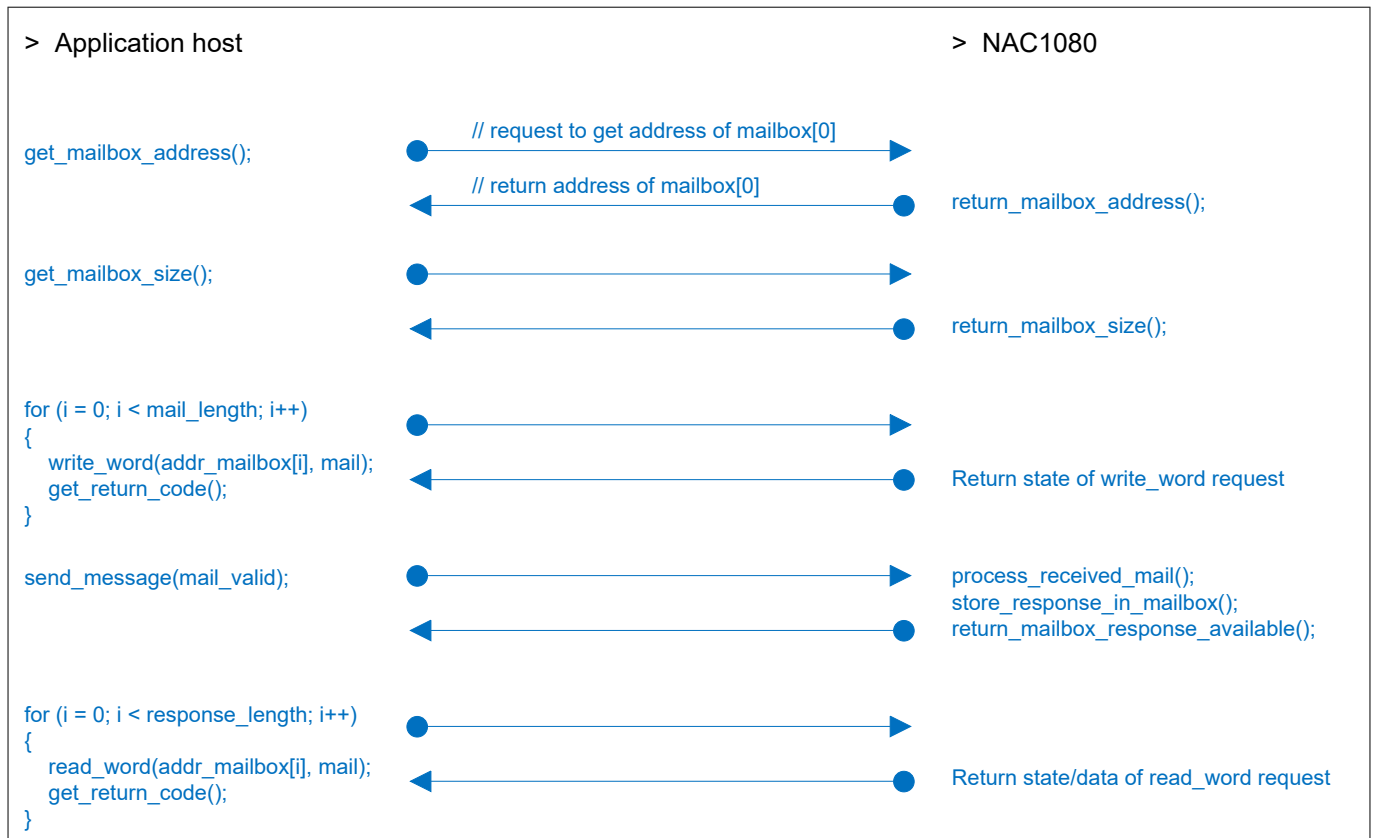 > Application host
> NAC1080
// request to get address of mailbox[0]
get_mailbox_address();
// return address of mailbox[0]
return_mailbox_address();
get_mailbox_size();
return_mailbox_size();
for (i = 0; i < mail_length; i++)
{
write_word(addr_mailbox[i], mail);
get_return_code();
}
Return state of write_word request
send_message(mail_valid);
process_received_mail();
store_response_in_mailbox();
return_mailbox_response_available();
for (i = 0; i < response_length; i++)
{
read_word(addr_mailbox[i], mail);
get_return_code();
}
Return state/data of read_word request